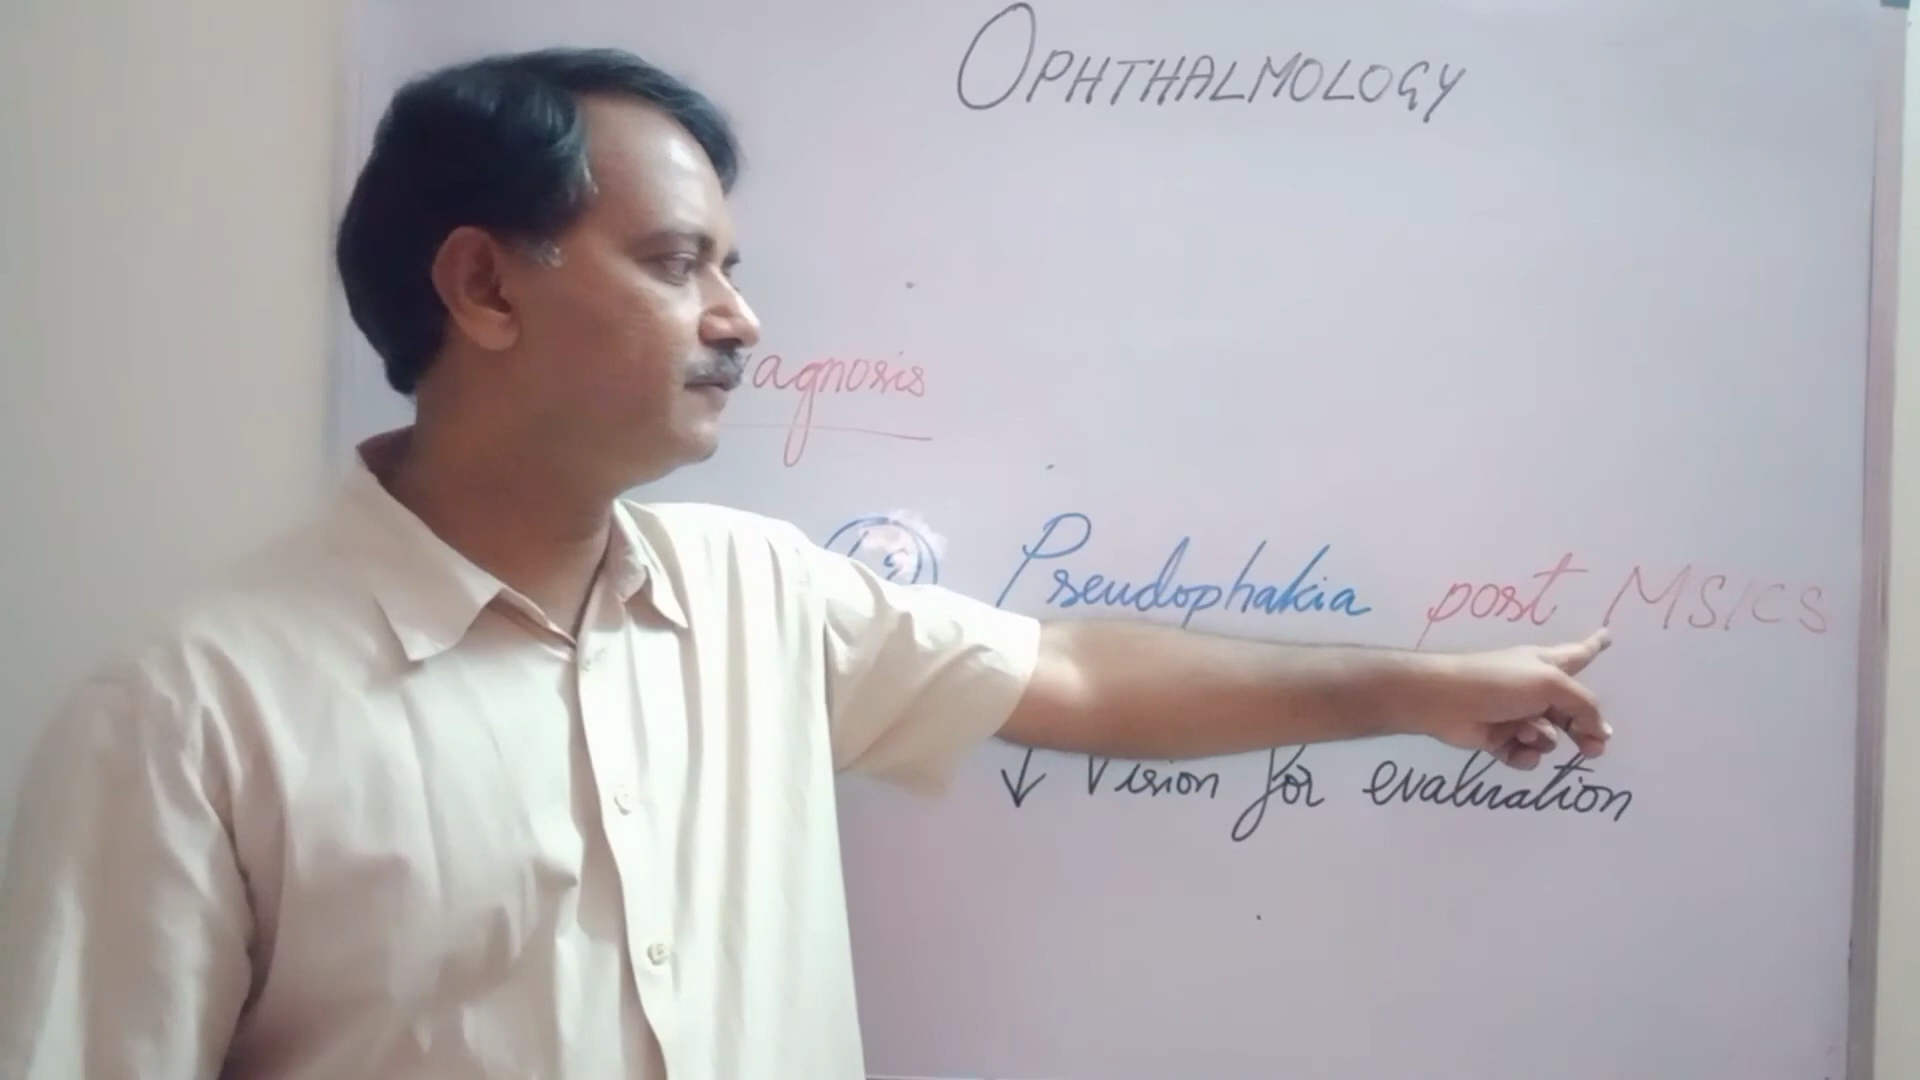 OPHTHALMOLOGY
agnosis
Pseudophakia post MSICS
↓ Vision for evaluation